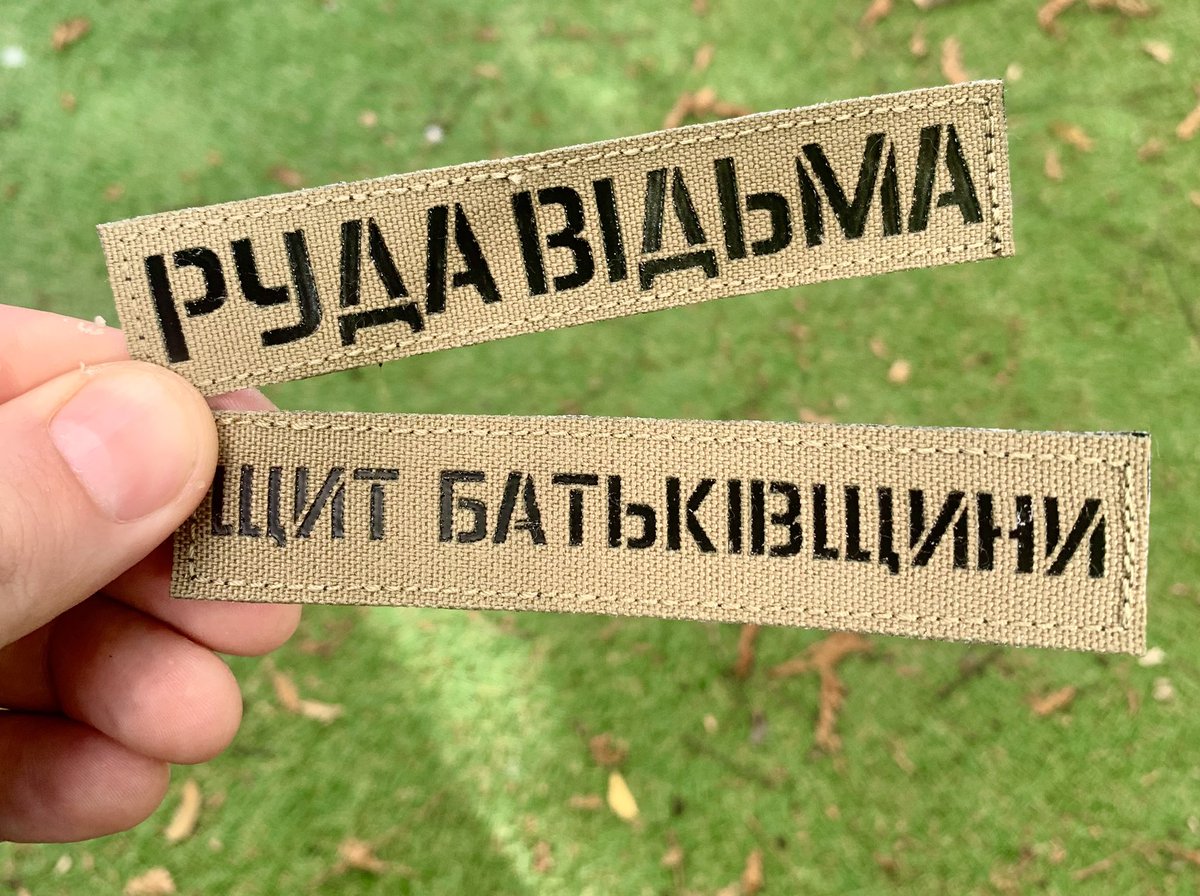 РУДА ВІДЬМА
ЩИТ БАТЬКІВЩИНИ